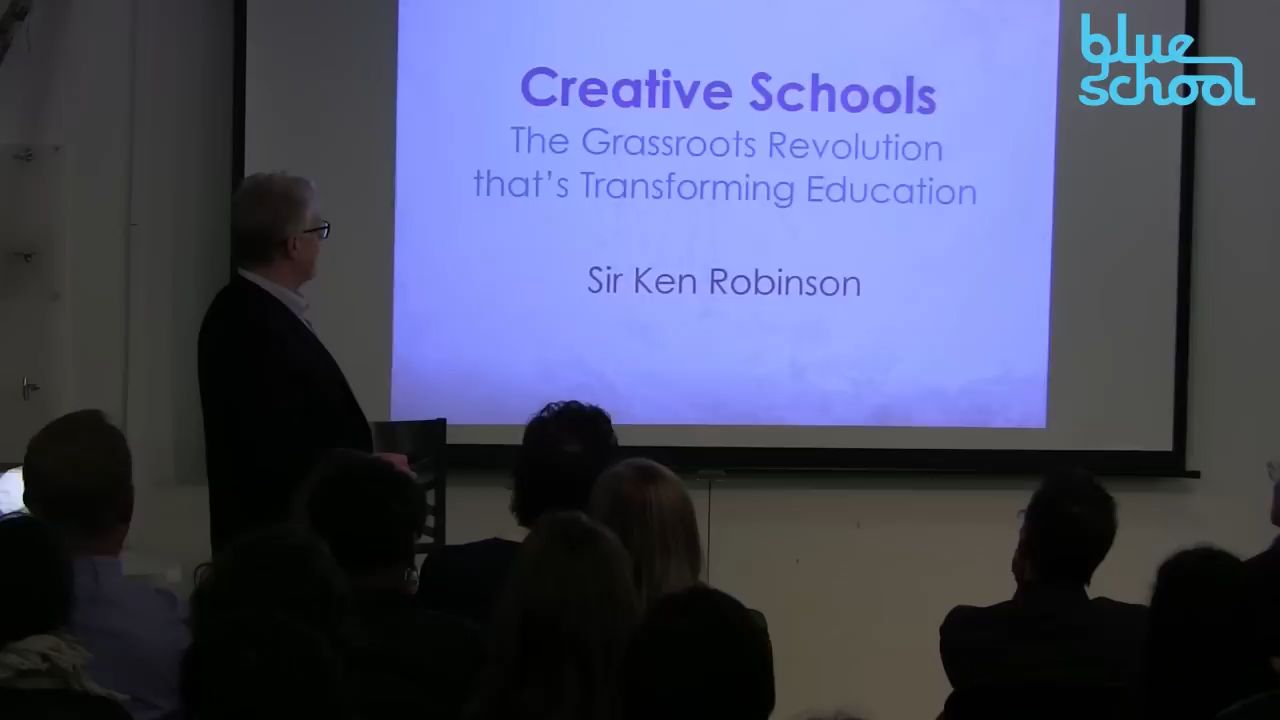 blue
school
Creative Schools
The Grassroots Revolution
that's Transforming Education
Sir Ken Robinson